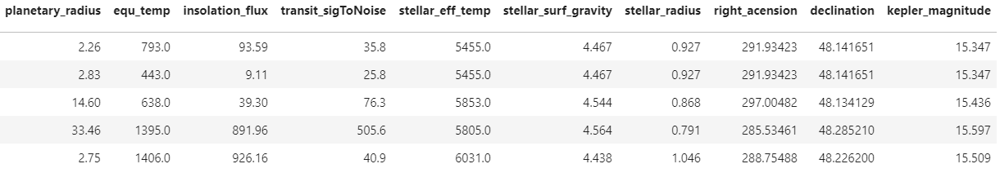 planetary_radius equ_temp insolation_flux transit_sigToNoise stellar_eff_temp stellar_surf_gravity stellar_radius right_acension declination kepler_magnitude
2.26 793.0 93.59 35.8 5455.0 4.467 0.927 291.93423 48.141651 15.347
2.83 443.0 9.11 25.8 5455.0 4.467 0.927 291.93423 48.141651 15.347
14.60 638.0 39.30 76.3 5853.0 4.544 0.868 297.00482 48.134129 15.436
33.46 1395.0 891.96 505.6 5805.0 4.564 0.791 285.53461 48.285210 15.597
2.75 1406.0 926.16 40.9 6031.0 4.438 1.046 288.75488 48.226200 15.509